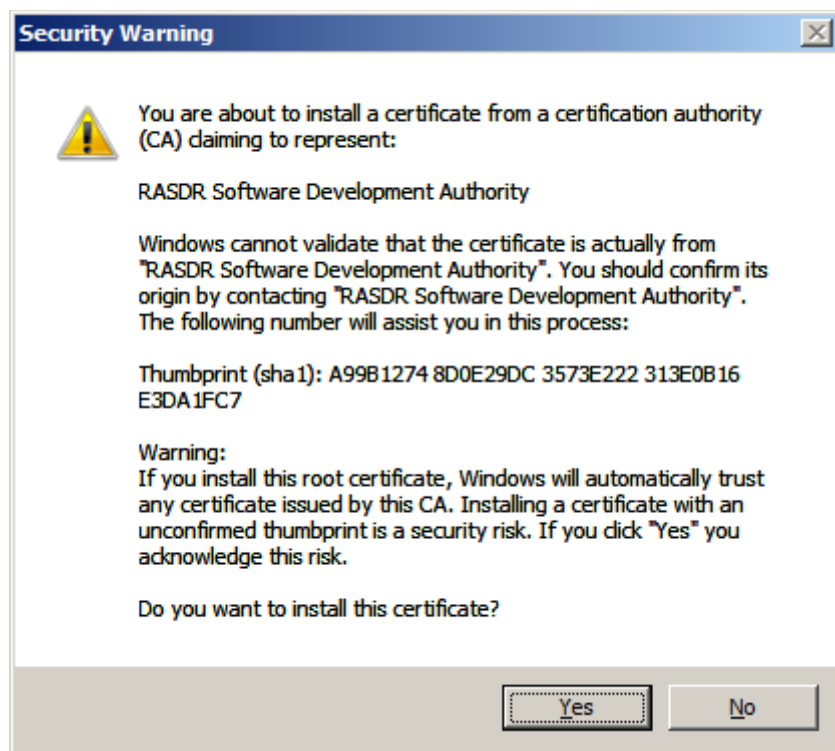 Security Warning
You are about to install a certificate from a certification authority
(CA) claiming to represent:
RASDR Software Development Authority
Windows cannot validate that the certificate is actually from
"RASDR Software Development Authority". You should confirm its
origin by contacting "RASDR Software Development Authority".
The following number will assist you in this process:
Thumbprint (sha1): A99B1274 8D0E29DC 3573E222 313E0B16
E3DA1FC7
Warning:
If you install this root certificate, Windows will automatically trust
any certificate issued by this CA. Installing a certificate with an
unconfirmed thumbprint is a security risk. If you click "Yes" you
acknowledge this risk.
Do you want to install this certificate?
Yes No